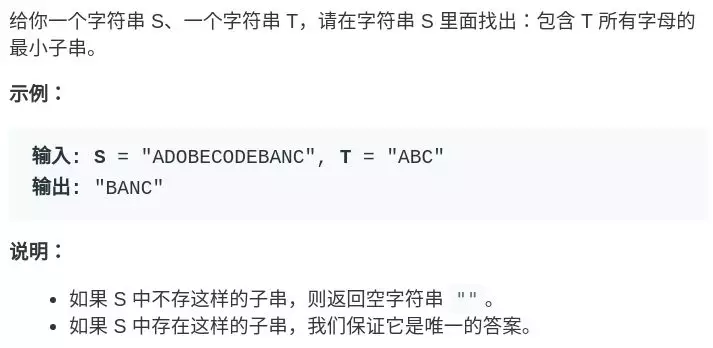 给你一个字符串 S、一个字符串 T，请在字符串 S 里面找出：包含 T 所有字母的
最小子串。
示例：
输入: S = "ADOBECODEBANC", T = "ABC"
输出: "BANC"
说明：
• 如果 S 中不存这样的子串，则返回空字符串 ""。
• 如果 S 中存在这样的子串，我们保证它是唯一的答案。